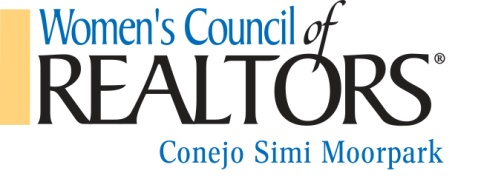 Women's Council of
REALTORS®
Conejo Simi Moorpark